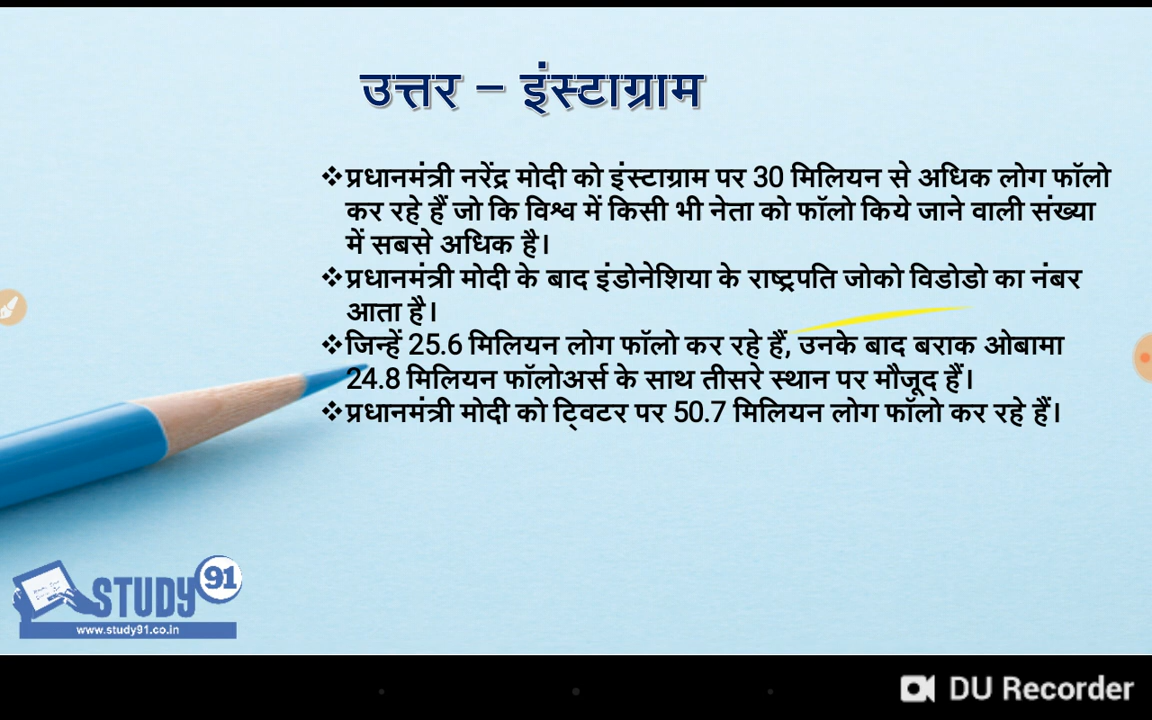 उत्तर – इंस्टाग्राम
❖प्रधानमंत्री नरेंद्र मोदी को इंस्टाग्राम पर 30 मिलियन से अधिक लोग फॉलो
कर रहे हैं जो कि विश्व में किसी भी नेता को फॉलो किये जाने वाली संख्या
में सबसे अधिक है।
❖प्रधानमंत्री मोदी के बाद इंडोनेशिया के राष्ट्रपति जोको विडोडो का नंबर
आता है।
❖जिन्हें 25.6 मिलियन लोग फॉलो कर रहे हैं, उनके बाद बराक ओबामा
24.8 मिलियन फॉलोअर्स के साथ तीसरे स्थान पर मौजूद हैं।
❖प्रधानमंत्री मोदी को ट्विटर पर 50.7 मिलियन लोग फॉलो कर रहे हैं।
STUDY 91
www.study91.co.in
DU Recorder